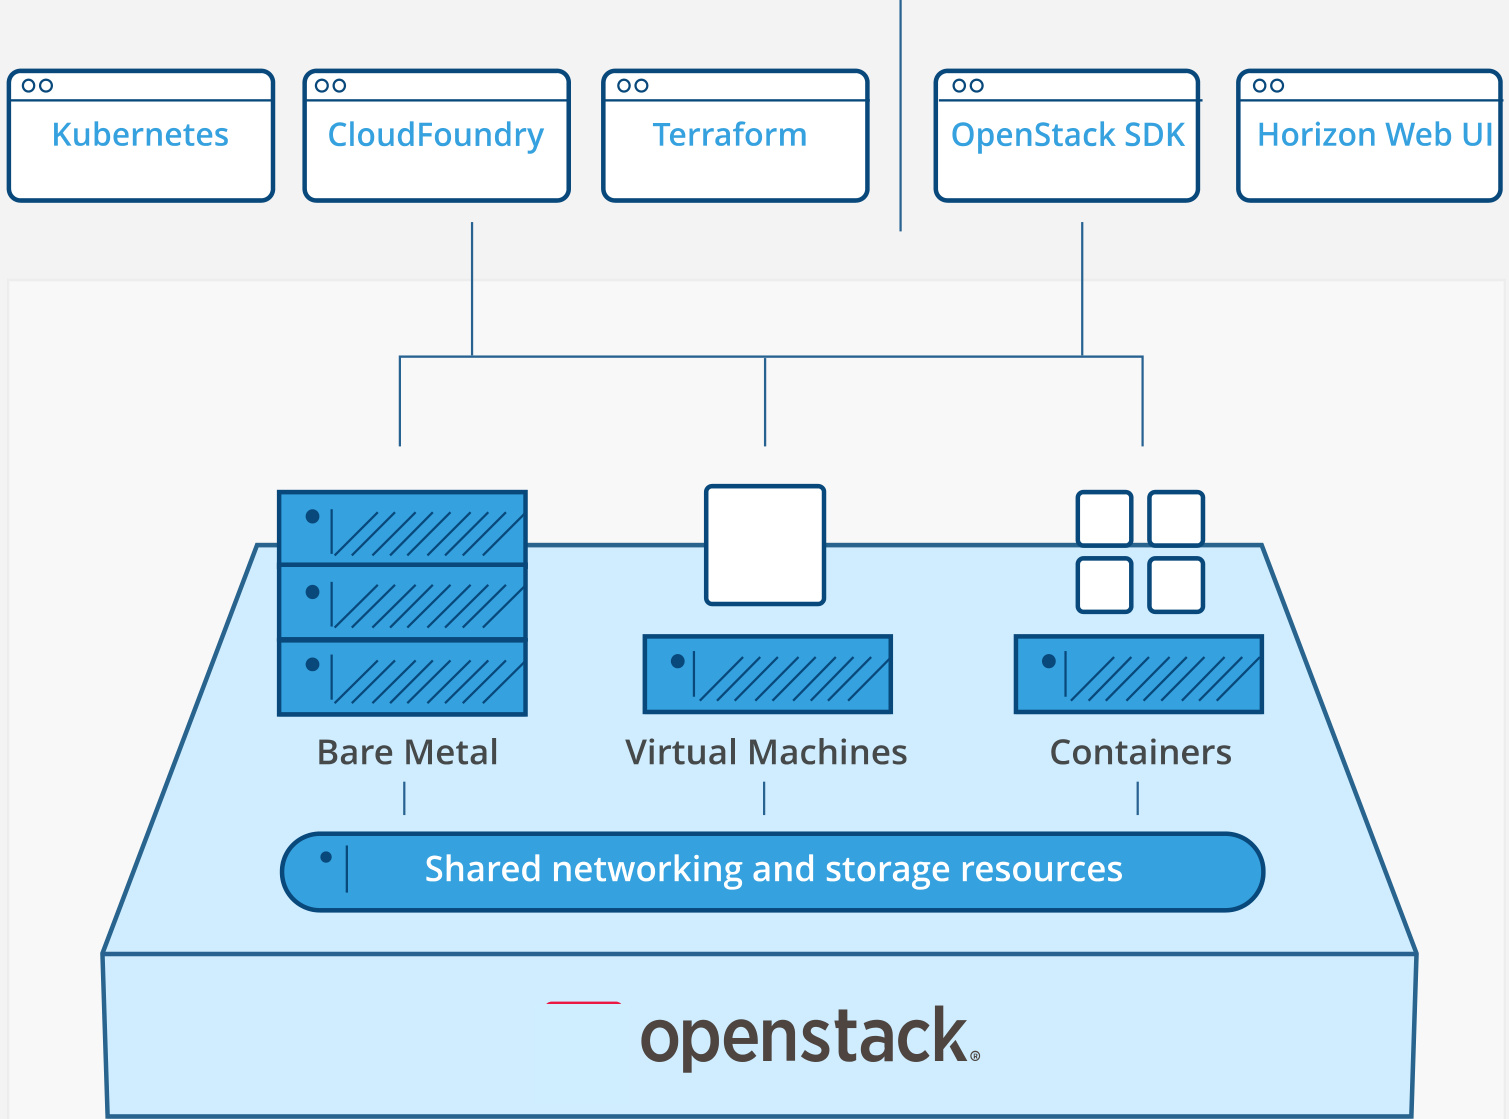 Kubernetes
CloudFoundry
Terraform
OpenStack SDK
Horizon Web UI
Bare Metal
Virtual Machines
Containers
Shared networking and storage resources
openstack®